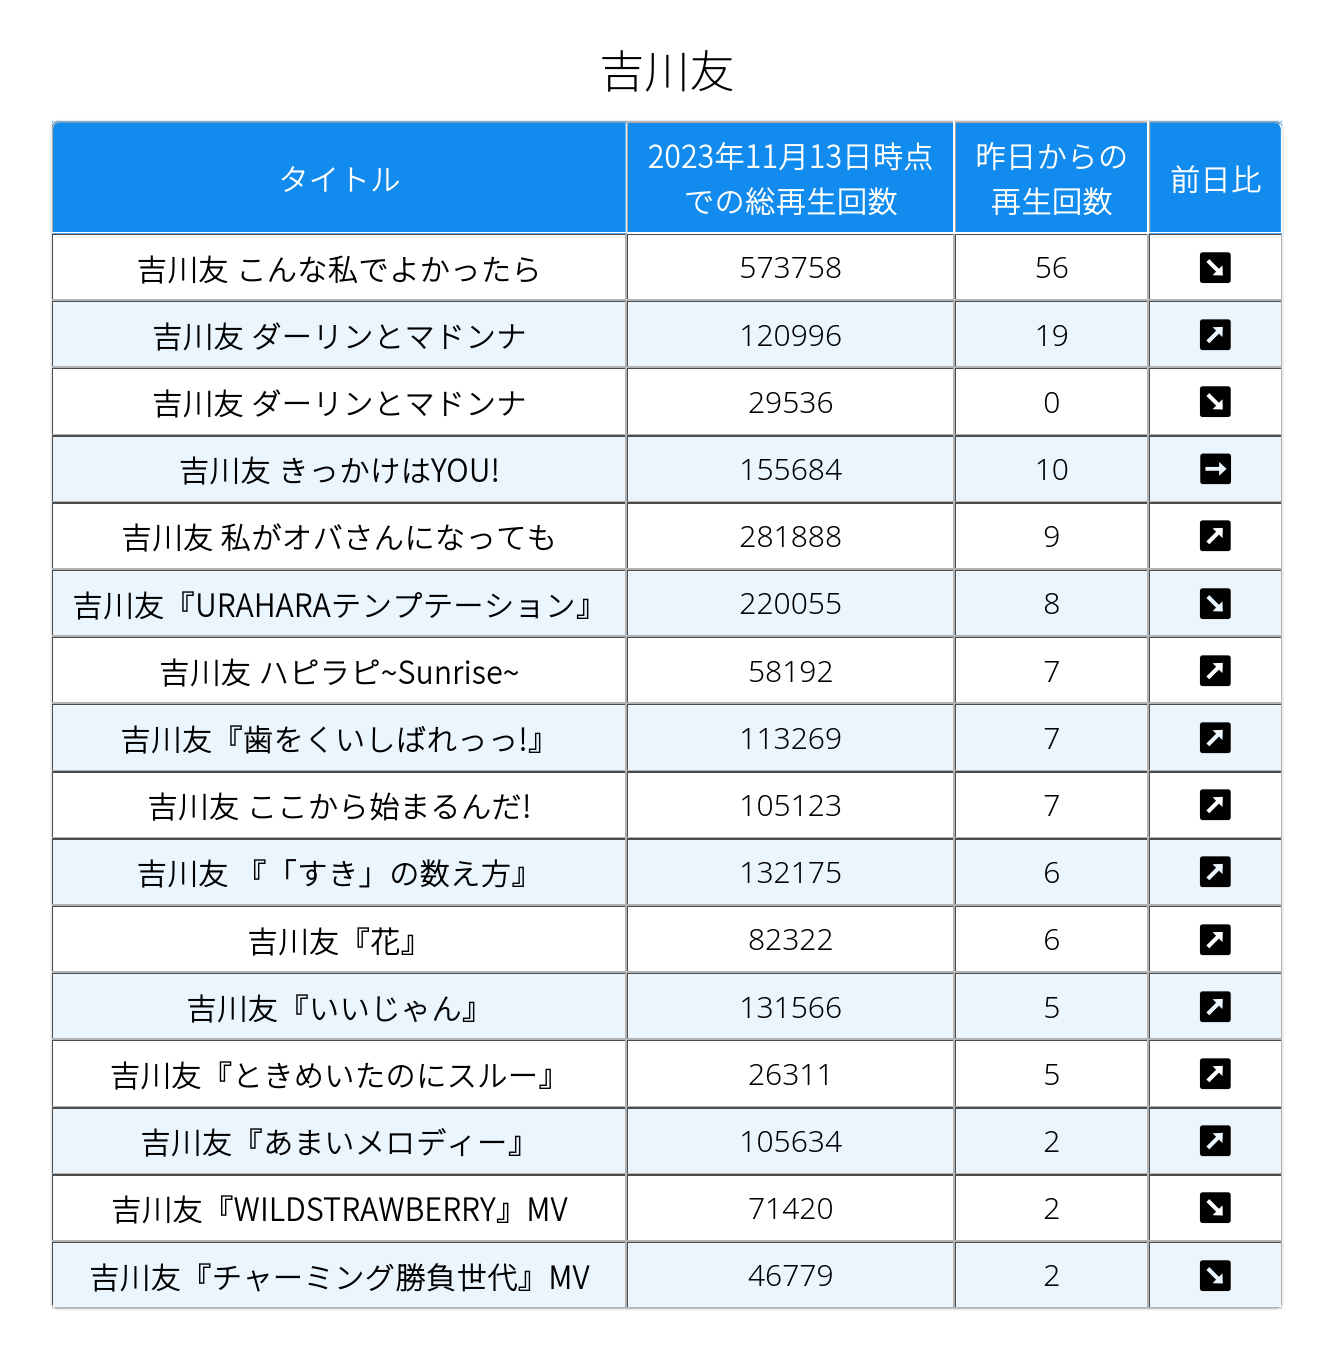 吉川友
タイトル 2023年11月13日時点での総再生回数 昨日からの再生回数 前日比
吉川友 こんな私でよかったら 573758 56 ↘
吉川友 ダーリンとマドンナ 120996 19 ↗
吉川友 ダーリンとマドンナ 29536 0 ↘
吉川友 きっかけはYOU! 155684 10 →
吉川友 私がオバさんになっても 281888 9 ↗
吉川友『URAHARAテンプテーション』 220055 8 ↘
吉川友 ハピラピ~Sunrise~ 58192 7 ↗
吉川友『歯をくいしばれっっ!』 113269 7 ↗
吉川友 ここから始まるんだ! 105123 7 ↗
吉川友 『「すき」の数え方』 132175 6 ↗
吉川友『花』 82322 6 ↗
吉川友『いいじゃん』 131566 5 ↗
吉川友『ときめいたのにスルー』 26311 5 ↗
吉川友『あまいメロディー』 105634 2 ↗
吉川友『WILDSTRAWBERRY』MV 71420 2 ↘
吉川友『チャーミング勝負世代』MV 46779 2 ↘